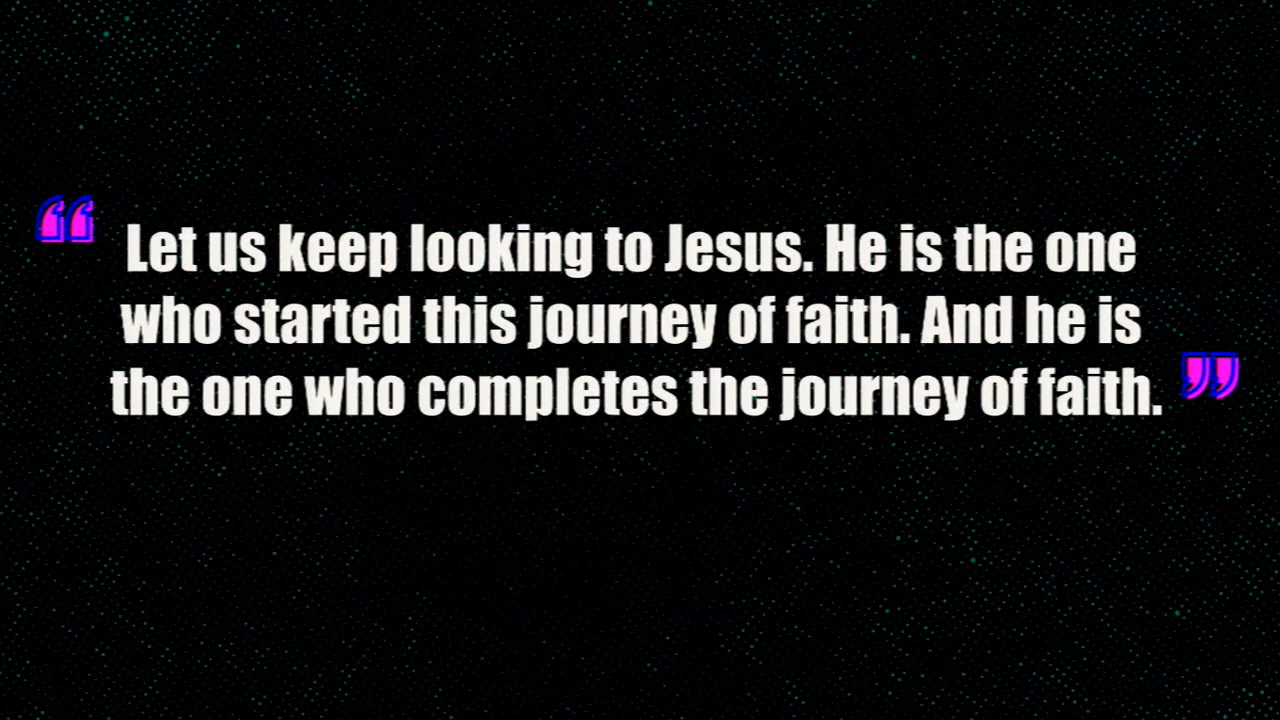 “ Let us keep looking to Jesus. He is the one
who started this journey of faith. And he is
the one who completes the journey of faith. ”